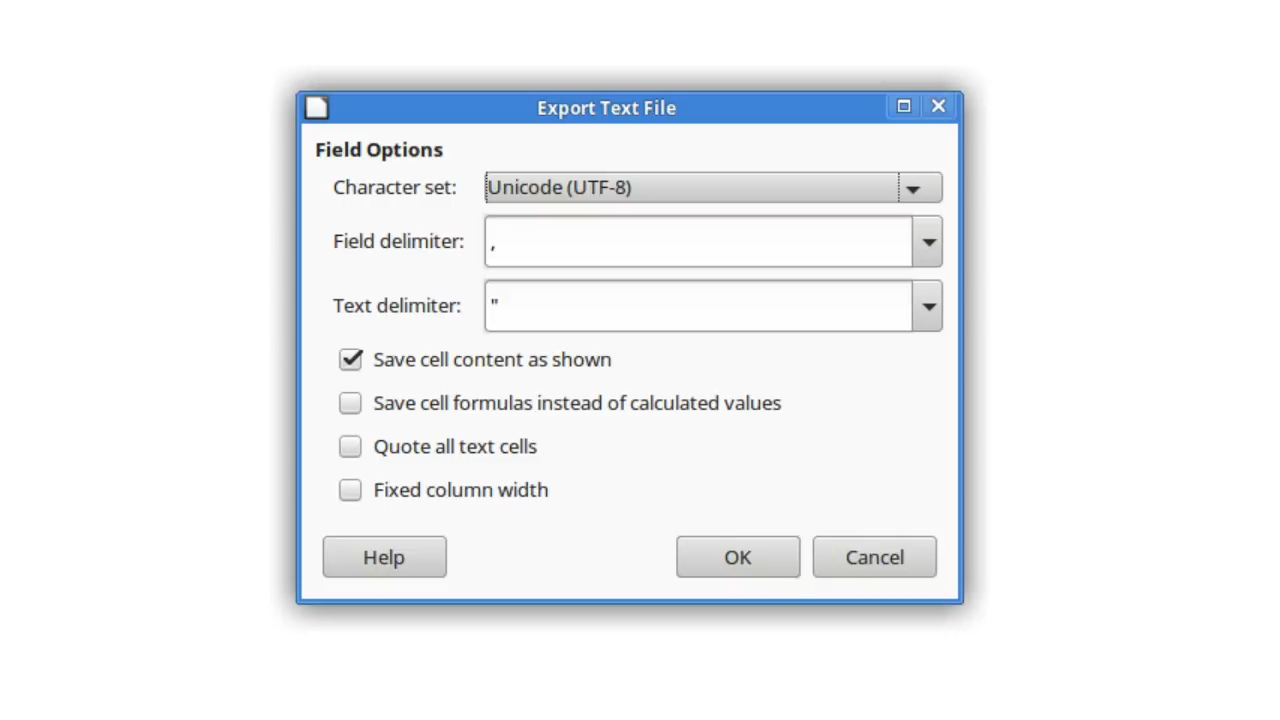 Export Text File
Field Options
Character set: Unicode (UTF-8)
Field delimiter: ,
Text delimiter: "
Save cell content as shown
Save cell formulas instead of calculated values
Quote all text cells
Fixed column width
Help OK Cancel